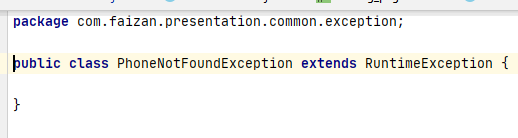 package com.faizan.presentation.common.exception;
public class PhoneNotFoundException extends RuntimeException {
}